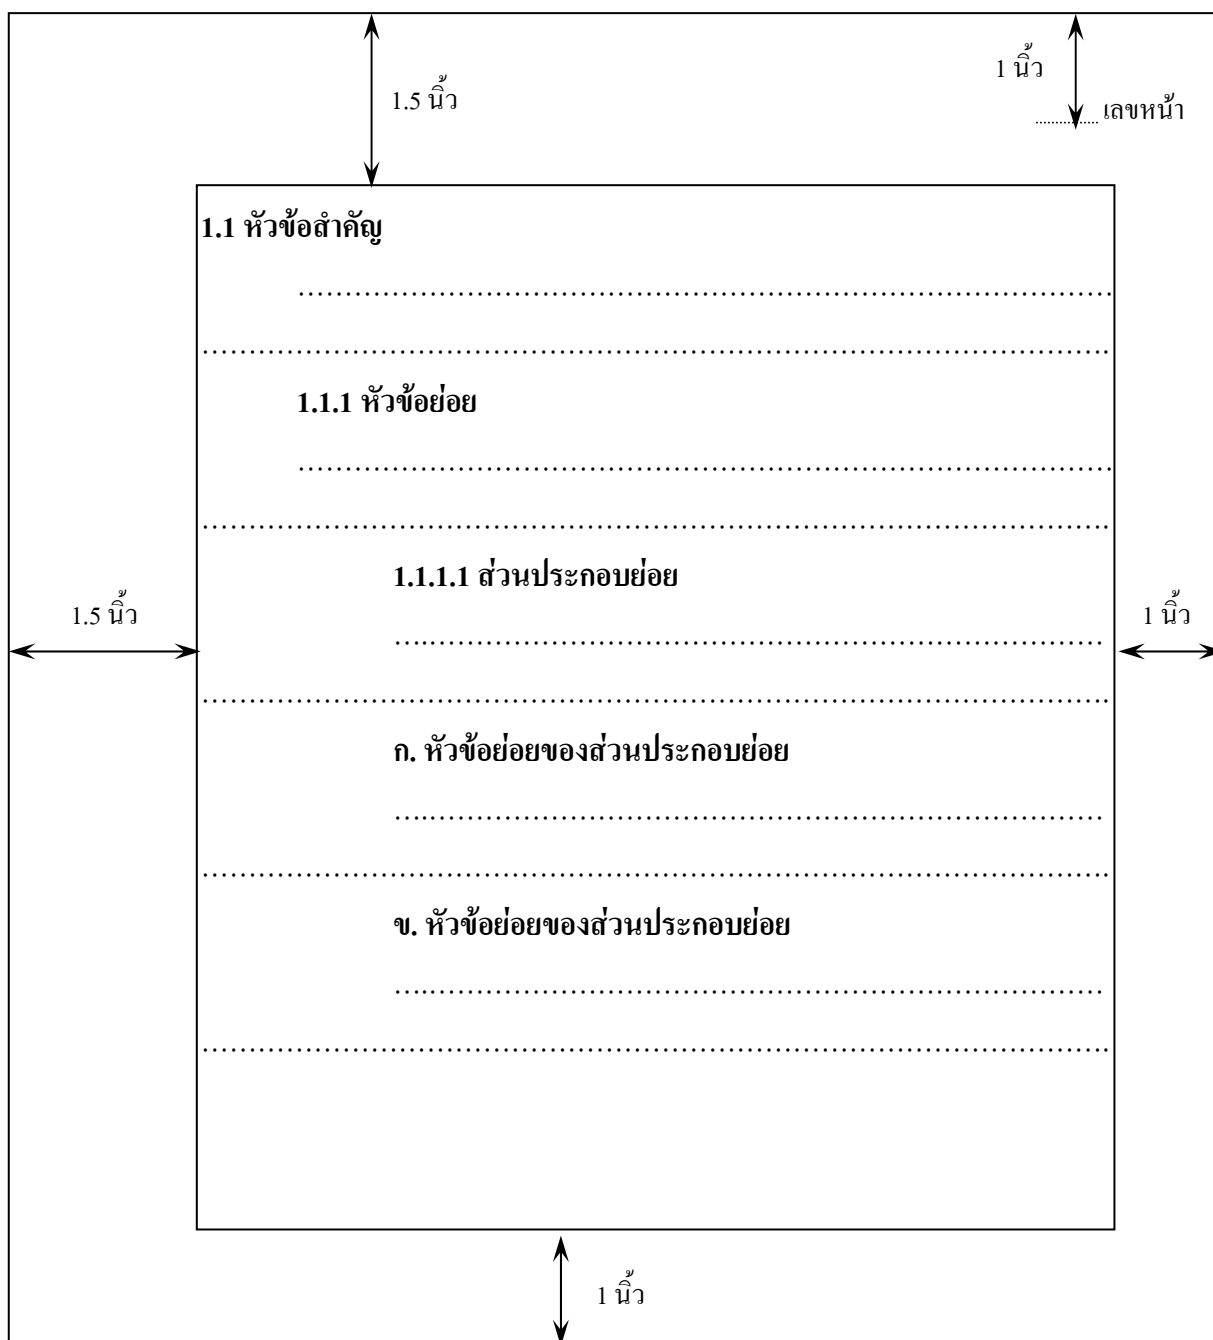 1 นิ้ว
1.5 นิ้ว
.................. เลขหน้า
1.1 หัวข้อสำคัญ
………………………………………………………………………………
………………………………………………………………………………………
1.1.1 หัวข้อย่อย
………………………………………………………………………………
………………………………………………………………………………………
1.1.1.1 ส่วนประกอบย่อย
1.5 นิ้ว
1 นิ้ว
……………………………………………………………………
………………………………………………………………………………………
ก. หัวข้อย่อยของส่วนประกอบย่อย
……………………………………………………………………
………………………………………………………………………………………
ข. หัวข้อย่อยของส่วนประกอบย่อย
……………………………………………………………………
………………………………………………………………………………………
1 นิ้ว